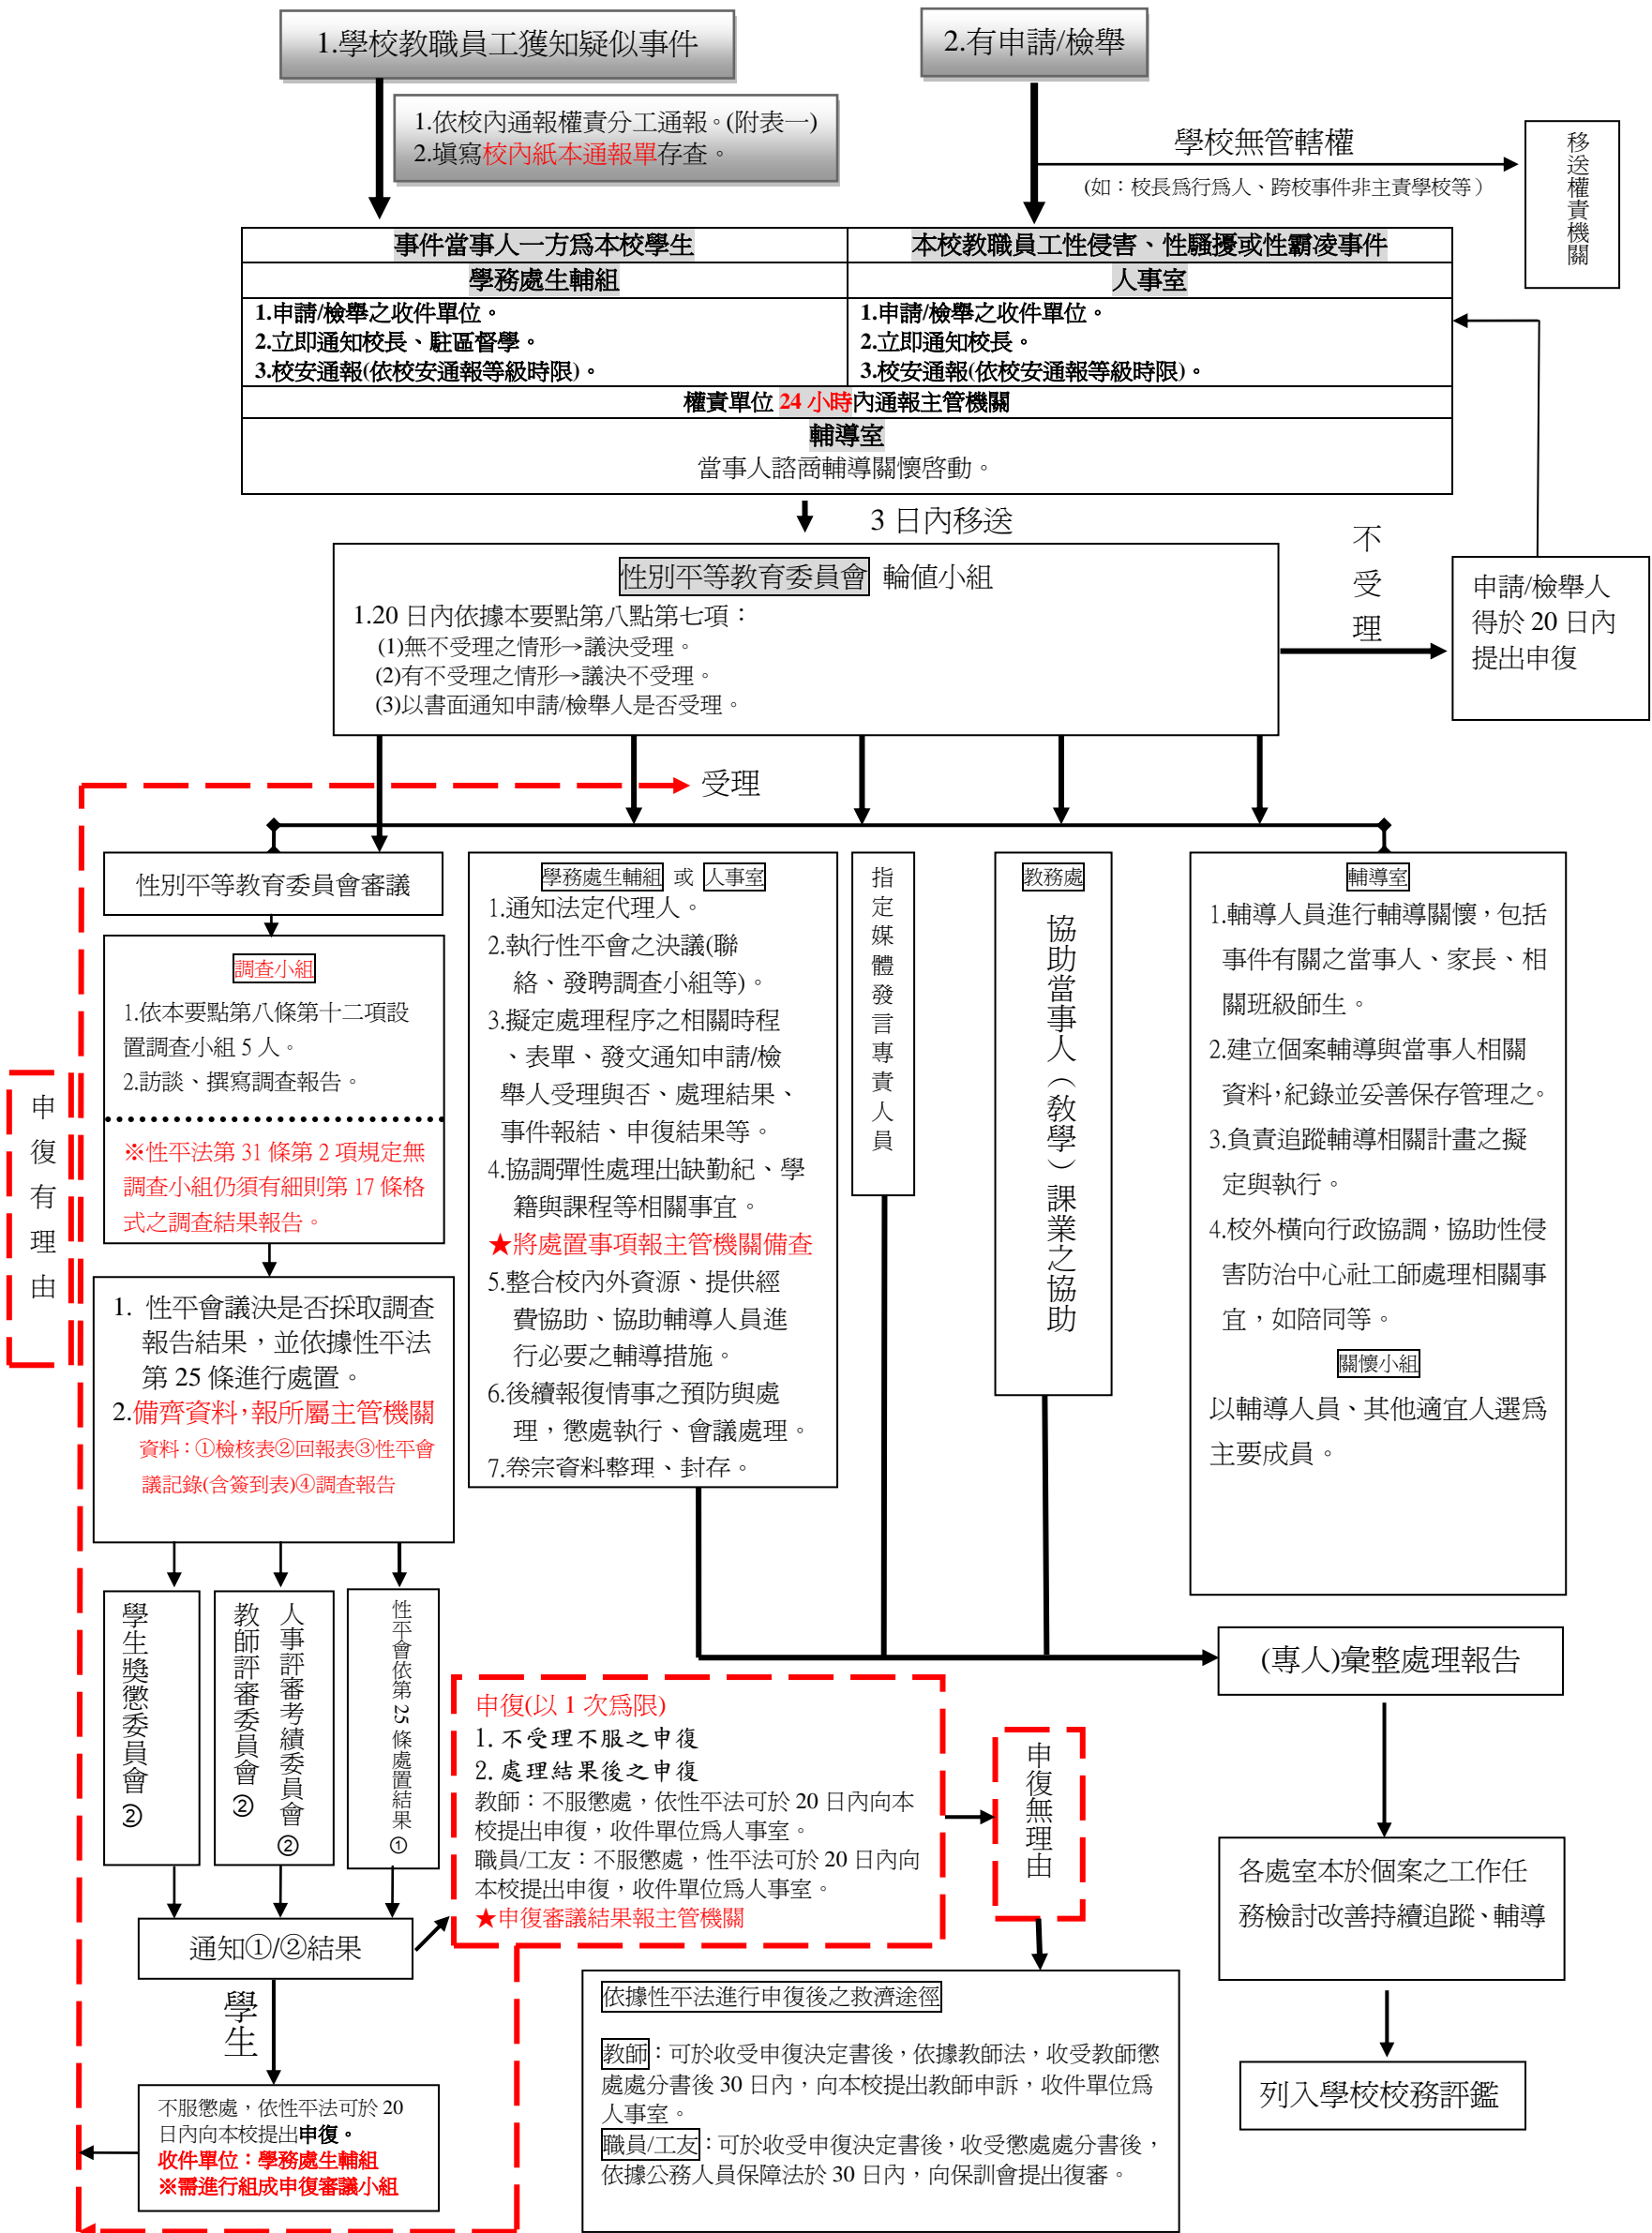 1.學校教職員工獲知疑似事件
2.有申請/檢舉
1.依校內通報權責分工通報。(附表一)
2.填寫校內紙本通報單存查。
學校無管轄權
(如：校長為行為人、跨校事件非主責學校等）
移送權責機關
事件當事人一方為本校學生
本校教職員工性侵害、性騷擾或性霸凌事件
學務處生輔組
人事室
1.申請/檢舉之收件單位。
2.立即通知校長、駐區督學。
3.校安通報(依校安通報等級時限)。
1.申請/檢舉之收件單位。
2.立即通知校長。
3.校安通報(依校安通報等級時限)。
權責單位 24 小時內通報主管機關
輔導室
當事人諮商輔導關懷啟動。
3 日內移送
性別平等教育委員會 輪值小組
1.20 日內依據本要點第八點第七項：
(1)無不受理之情形→議決受理。
(2)有不受理之情形→議決不受理。
(3)以書面通知申請/檢舉人是否受理。
不受理
申請/檢舉人
得於 20 日內
提出申復
受理
性別平等教育委員會審議
調查小組
1.依本要點第八條第十二項設
置調查小組 5 人。
2.訪談、撰寫調查報告。
※性平法第 31 條第 2 項規定無
調查小組仍須有細則第 17 條格
式之調查結果報告。
申復有理由
1. 性平會議決是否採取調查
報告結果，並依據性平法
第 25 條進行處置。
2.備齊資料，報所屬主管機關
資料：①檢核表②回報表③性平會
議記錄(含簽到表)④調查報告
學務處生輔組 或 人事室
1.通知法定代理人。
2.執行性平會之決議(聯
絡、發聘調查小組等)。
3.擬定處理程序之相關時程
、表單、發文通知申請/檢
舉人受理與否、處理結果、
事件報結、申復結果等。
4.協調彈性處理出缺勤紀、學
籍與課程等相關事宜。
★將處置事項報主管機關備查
5.整合校內外資源、提供經
費協助、協助輔導人員進
行必要之輔導措施。
6.後續報復情事之預防與處
理，懲處執行、會議處理。
7.卷宗資料整理、封存。
指定媒體發言專責人員
教務處
協助當事人（教學）課業之協助
輔導室
1.輔導人員進行輔導關懷，包括
事件有關之當事人、家長、相
關班級師生。
2.建立個案輔導與當事人相關
資料，紀錄並妥善保存管理之。
3.負責追蹤輔導相關計畫之擬
定與執行。
4.校外橫向行政協調，協助性侵
害防治中心社工師處理相關事
宜，如陪同等。
關懷小組
以輔導人員、其他適宜人選為
主要成員。
學生獎懲委員會②
教師評審委員會②
人事評審考績委員會②
性平會依第 25 條處置結果①
(專人)彙整處理報告
申復(以 1 次為限)
1. 不受理不服之申復
2. 處理結果後之申復
教師：不服懲處，依性平法可於 20 日內向本
校提出申復，收件單位為人事室。
職員/工友：不服懲處，性平法可於 20 日內向
本校提出申復，收件單位為人事室。
★申復審議結果報主管機關
申復無理由
各處室本於個案之工作任
務檢討改善持續追蹤、輔導
通知①/②結果
學生
依據性平法進行申復後之救濟途徑
教師：可於收受申復決定書後，依據教師法，收受教師懲
處處分書後 30 日內，向本校提出教師申訴，收件單位為
人事室。
職員/工友：可於收受申復決定書後，收受懲處處分書後，
依據公務人員保障法於 30 日內，向保訓會提出復審。
列入學校校務評鑑
不服懲處，依性平法可於 20
日內向本校提出申復。
收件單位：學務處生輔組
※需進行組成申復審議小組